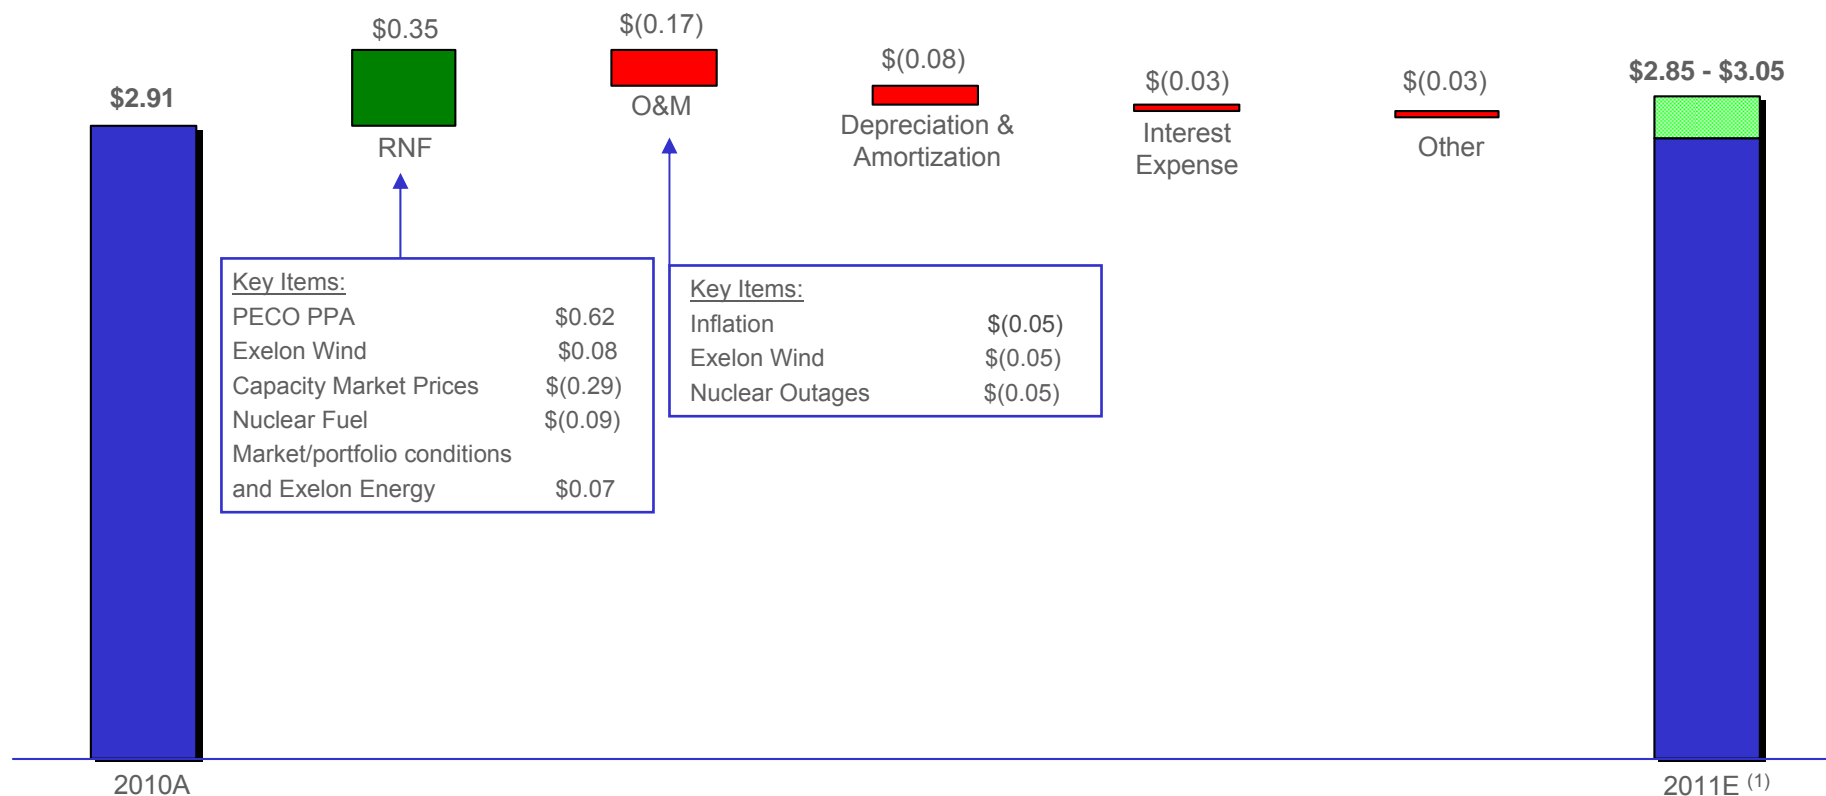 $2.91
$0.35
RNF
$(0.17)
O&M
$(0.08)
Depreciation &
Amortization
$(0.03)
Interest
Expense
$(0.03)
Other
$2.85 - $3.05
Key Items:
PECO PPA $0.62
Exelon Wind $0.08
Capacity Market Prices $(0.29)
Nuclear Fuel $(0.09)
Market/portfolio conditions
and Exelon Energy $0.07
Key Items:
Inflation $(0.05)
Exelon Wind $(0.05)
Nuclear Outages $(0.05)
2010A
2011E (1)